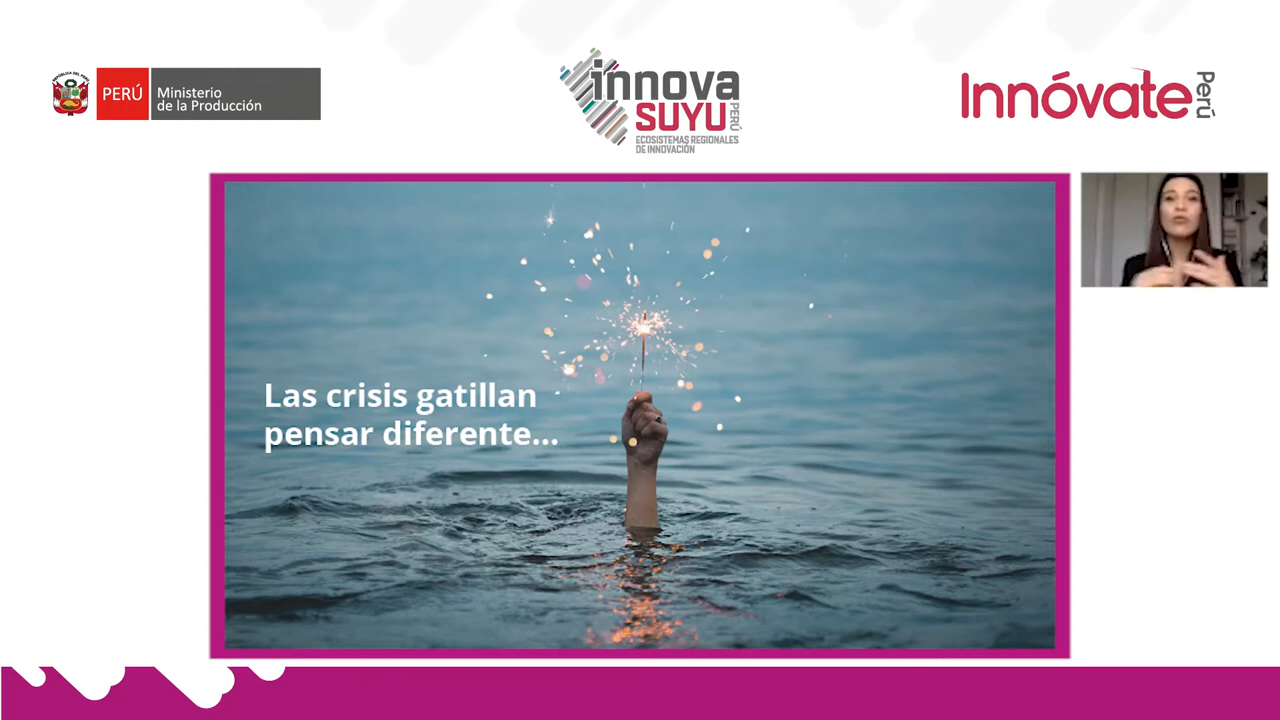 PERÚ
Ministerio
de la Producción
innova
SUYU
PERÚ
ECOSISTEMAS REGIONALES
DE INNOVACIÓN
Innóvate
Perú
Las crisis gatillan
pensar diferente...